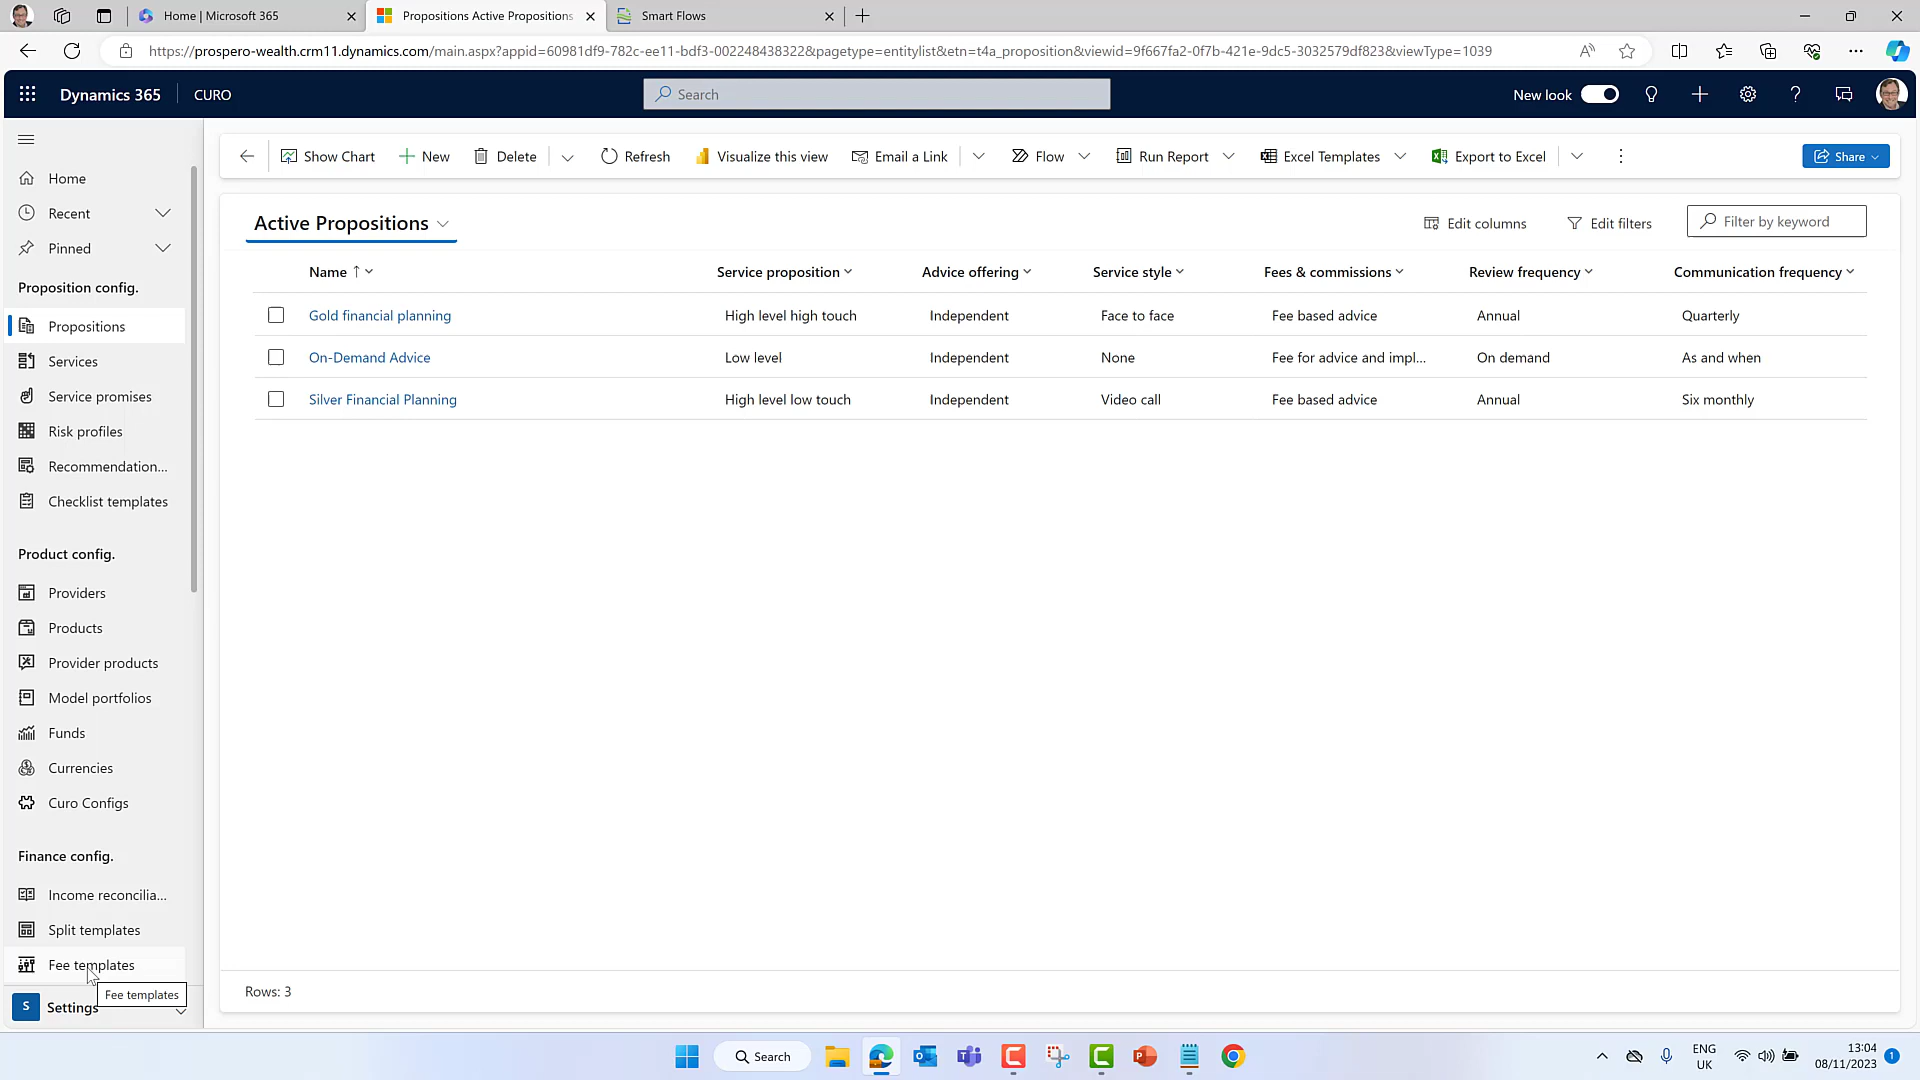 Home | Microsoft 365
Propositions Active Propositions
Smart Flows
https://prospero-wealth.crm11.dynamics.com/main.aspx?appid=60981df9-782c-ee11-bdf3-002248438322&pagetype=entitylist&etn=t4a_proposition&viewid=9f667fa2-0f7b-421e-9dc5-3032579df823&viewType=1039
Dynamics 365
CURO
Search
New look
Home
Recent
Pinned
Proposition config.
Propositions
Services
Service promises
Risk profiles
Recommendation...
Checklist templates
Product config.
Providers
Products
Provider products
Model portfolios
Funds
Currencies
Curo Configs
Finance config.
Income reconcilia...
Split templates
Fee templates
Fee templates
S
Settings
Show Chart
New
Delete
Refresh
Visualize this view
Email a Link
Flow
Run Report
Excel Templates
Export to Excel
Share
Active Propositions
Edit columns
Edit filters
Filter by keyword
Name ↑ Service proposition Advice offering Service style Fees & commissions Review frequency Communication frequency
Gold financial planning High level high touch Independent Face to face Fee based advice Annual Quarterly
On-Demand Advice Low level Independent None Fee for advice and impl... On demand As and when
Silver Financial Planning High level low touch Independent Video call Fee based advice Annual Six monthly
Rows: 3
Search
ENG
UK
13:04
08/11/2023
1